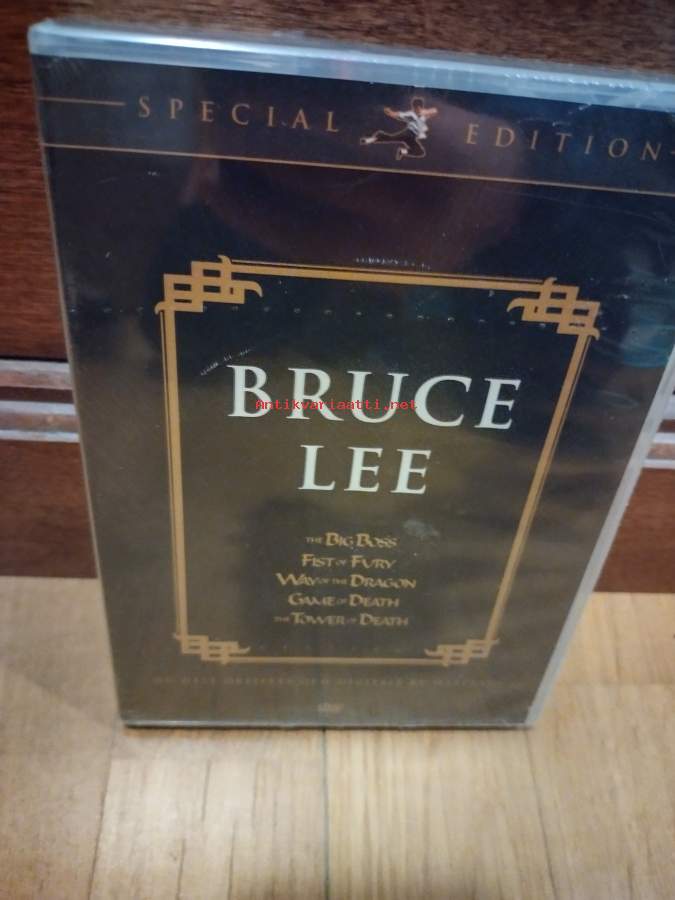 SPECIAL EDITION
BRUCE
Antikvariaatti.net
LEE
THE BIG BOSS
FIST OF FURY
WAY OF THE DRAGON
GAME OF DEATH
THE TOWER OF DEATH